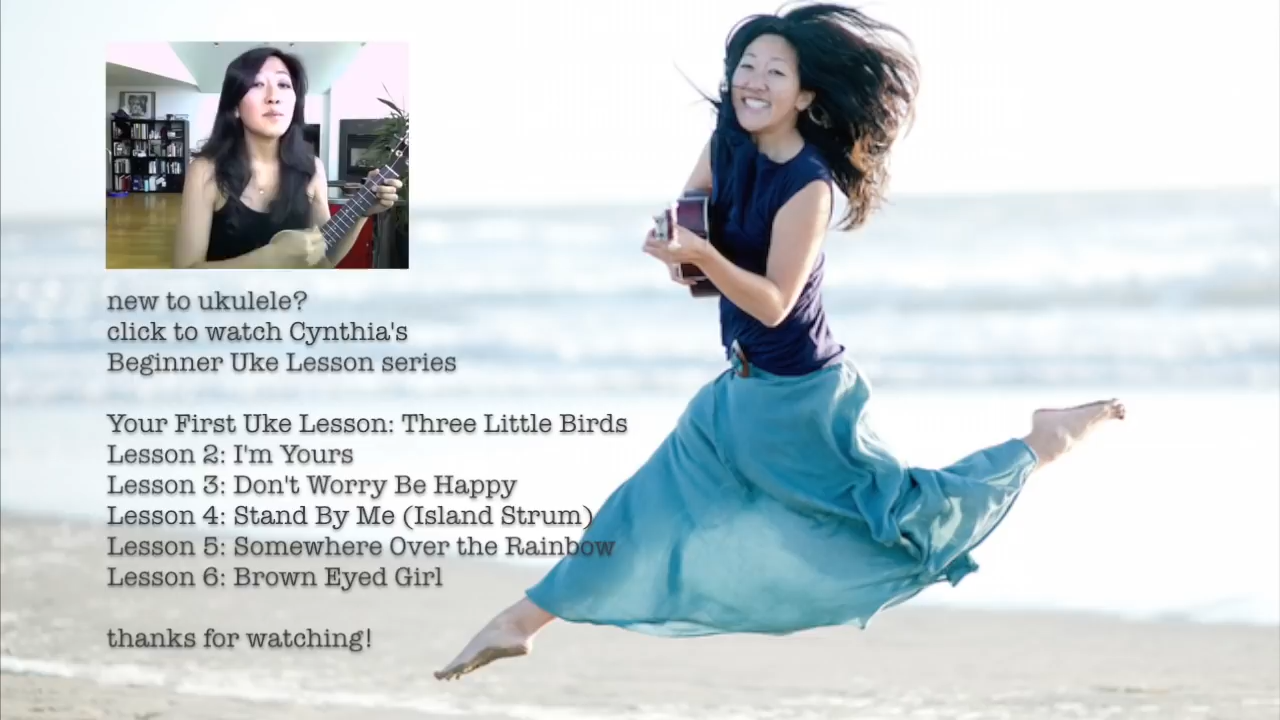 new to ukulele?
click to watch Cynthia's
Beginner Uke Lesson series
Your First Uke Lesson: Three Little Birds
Lesson 2: I'm Yours
Lesson 3: Don't Worry Be Happy
Lesson 4: Stand By Me (Island Strum)
Lesson 5: Somewhere Over the Rainbow
Lesson 6: Brown Eyed Girl
thanks for watching!